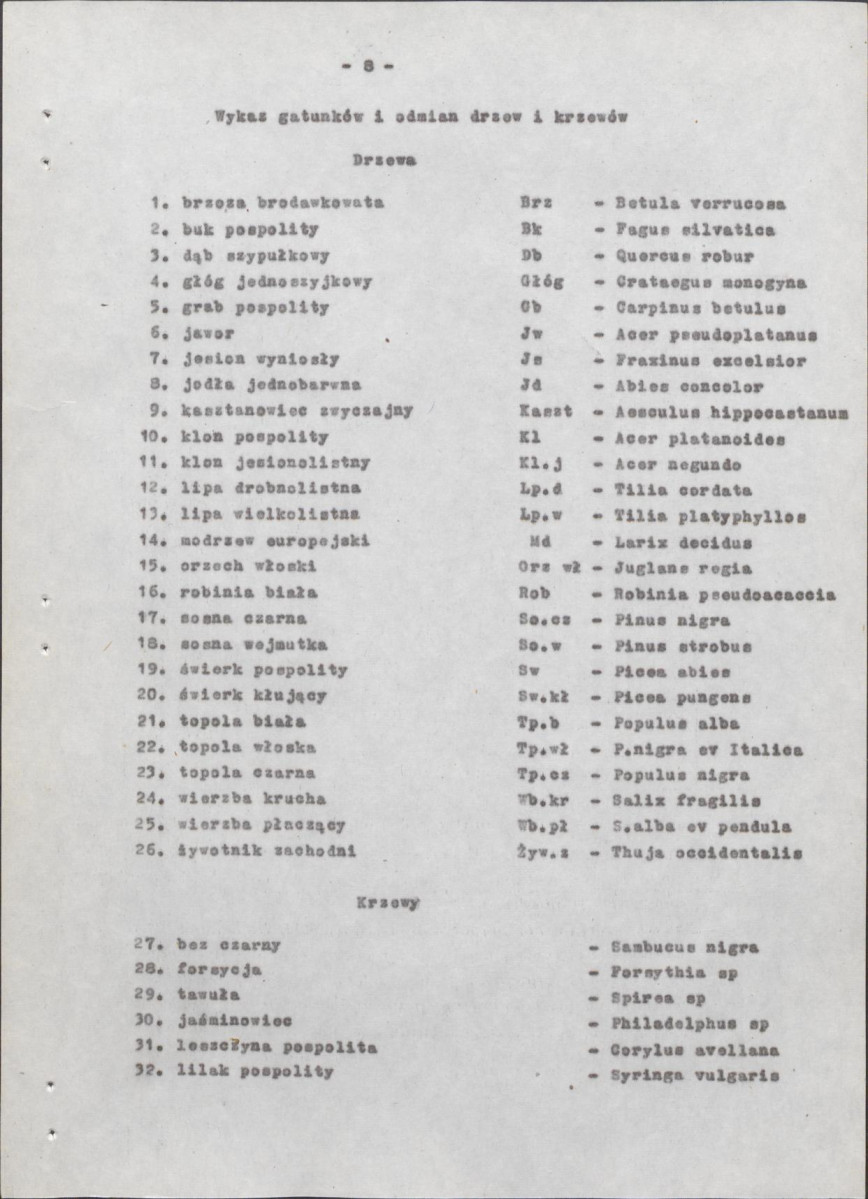 - 8 -
Wykaz gatunków i odmian drzew i krzewów
Drzewa
1. brzoza brodawkowata Brz - Betula verrucosa
2. buk pospolity Bk - Fagus silvatica
3. dąb szypułkowy Db - Quercus robur
4. głóg jednoszyjkowy Głóg - Crataegus monogyna
5. grab pospolity Gb - Carpinus betulus
6. jawor Jw - Acer pseudoplatanus
7. jesion wyniosły Js - Fraxinus excelsior
8. jodła jednobarwna Jd - Abies concolor
9. kasztanowiec zwyczajny Kaszt - Aesculus hippocastanum
10. klon pospolity Kl - Acer platanoides
11. klon jesionolistny Kl.j - Acer negundo
12. lipa drobnolistna Lp.d - Tilia cordata
13. lipa wielkolistna Lp.w - Tilia platyphyllos
14. modrzew europejski Md - Larix decidus
15. orzech włoski Orz wł - Juglans regia
16. robinia biała Rob - Robinia pseudoacaccia
17. sosna czarna So.cz - Pinus nigra
18. sosna wejmutka So.w - Pinus strobus
19. świerk pospolity Sw - Picea abies
20. świerk kłujący Sw.kł - Picea pungens
21. topola biała Tp.b - Populus alba
22. topola włoska Tp.wł - P.nigra cv Italica
23. topola czarna Tp.cz - Populus nigra
24. wierzba krucha Wb.kr - Salix fragilis
25. wierzba płaczący Wb.pł - S.alba cv pendula
26. żywotnik zachodni Żyw.z - Thuja occidentalis
Krzewy
27. bez czarny - Sambucus nigra
28. forsycja - Forsythia sp
29. tawuła - Spirea sp
30. jaśminowiec - Philadelphus sp
31. leszczyna pospolita - Corylus avellana
32. lilak pospolity - Syringa vulgaris